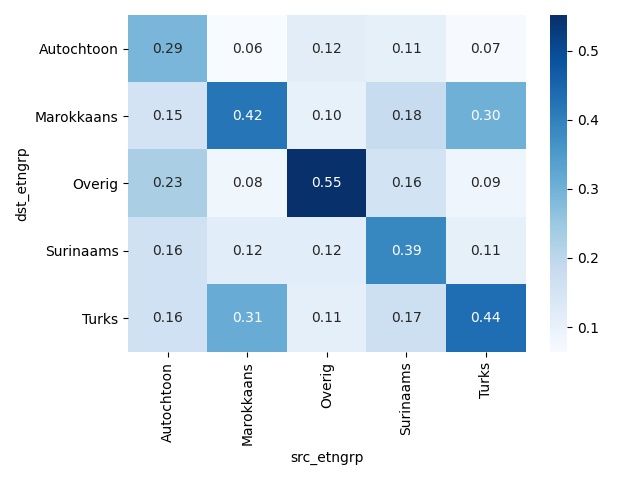 Autochtoon 0.29 0.06 0.12 0.11 0.07
Marokkaans 0.15 0.42 0.10 0.18 0.30
Overig 0.23 0.08 0.55 0.16 0.09
Surinaams 0.16 0.12 0.12 0.39 0.11
Turks 0.16 0.31 0.11 0.17 0.44
dst_etngrp
Autochtoon
Marokkaans
Overig
Surinaams
Turks
src_etngrp
0.5
0.4
0.3
0.2
0.1